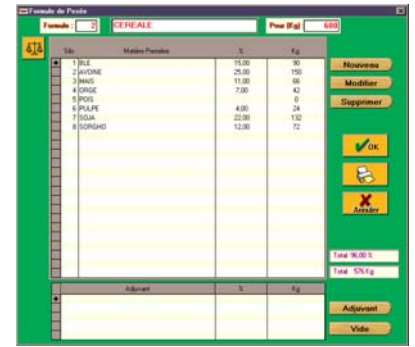 Formule de Pesée
Formule : 2 CEREALE Pour (Kg) : 600
Silo Matière Première % Kg
1 BLE 15,00 90
2 AVOINE 25,00 150
3 MAIS 11,00 66
4 ORGE 7,00 42
5 POIS 0
6 PULPE 4,00 24
7 SOJA 22,00 132
8 SORGHO 12,00 72
Nouveau
Modifier
Supprimer
OK
Annuler
Total 96,00 %
Total 576 Kg
Adjuvant % Kg
Adjuvant
Vide